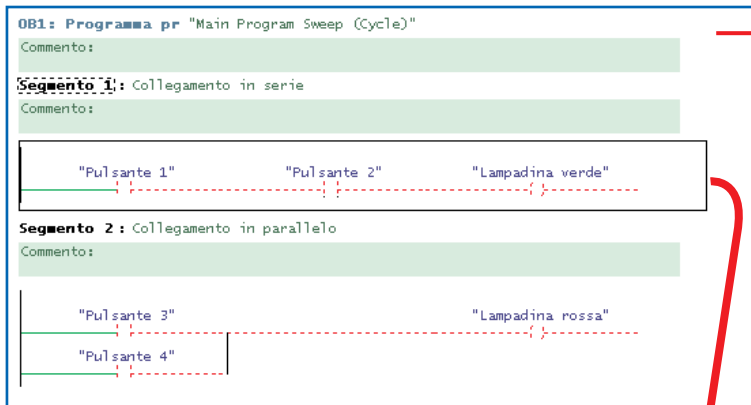 OB1: Programma pr "Main Program Sweep (Cycle)"
Commento:
Segmento 1: Collegamento in serie
Commento:
"Pulsante 1" "Pulsante 2" "Lampadina verde"
Segmento 2 : Collegamento in parallelo
Commento:
"Pulsante 3" "Lampadina rossa"
"Pulsante 4"